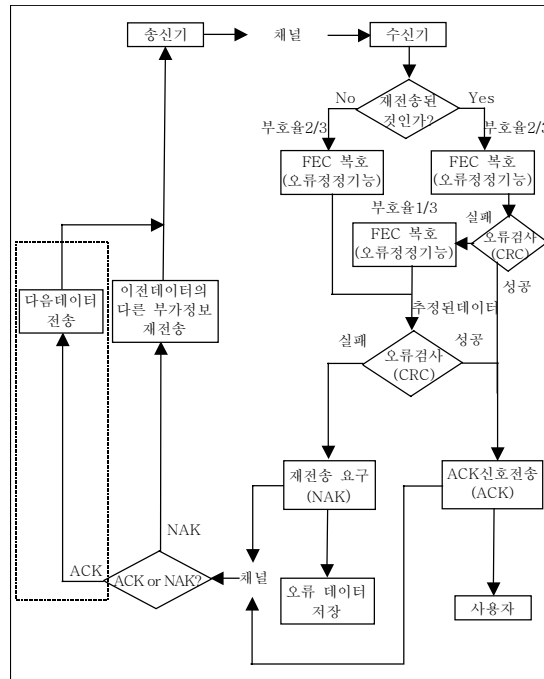 송신기
채널
수신기
재전송된
것인가?
No
Yes
부호율2/3
부호율2/3
FEC 복호
(오류정정기능)
FEC 복호
(오류정정기능)
부호율1/3
실패
오류검사
(CRC)
FEC 복호
(오류정정기능)
성공
다음데이터
전송
이전데이터의
다른 부가정보
재전송
추정된데이터
실패
성공
오류검사
(CRC)
재전송 요구
(NAK)
ACK신호전송
(ACK)
NAK
ACK
ACK or NAK?
채널
오류 데이터
저장
사용자